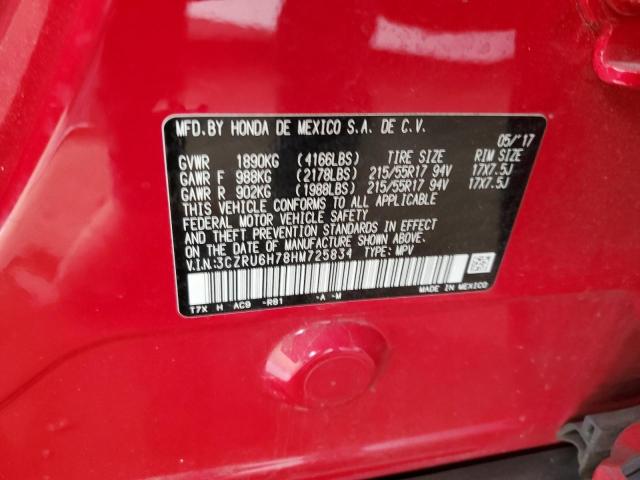 MFD.BY HONDA DE MEXICO S.A. DE C.V.
05/'17
GVWR 1890KG (4166LBS) TIRE SIZE RIM SIZE
GAWR F 988KG (2178LBS) 215/55R17 94V 17X7.5J
GAWR R 902KG (1988LBS) 215/55R17 94V 17X7.5J
THIS VEHICLE CONFORMS TO ALL APPLICABLE
FEDERAL MOTOR VEHICLE SAFETY
AND THEFT PREVENTION STANDARDS IN EFFECT
ON THE DATE OF MANUFACTURE SHOWN ABOVE.
V.I.N:3CZRU6H78HM725834 TYPE: MPV
T7X H AC9 -R81 -A -M MADE IN MEXICO